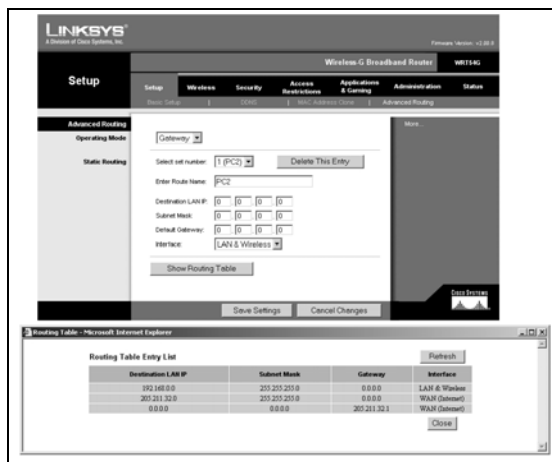 LINKSYS®
A Division of Cisco Systems, Inc.
Firmware Version: v2.00.8
Wireless-G Broadband Router WRT54G
Setup
Setup Wireless Security Access Restrictions Applications & Gaming Administration Status
Basic Setup | DDNS | MAC Address Clone | Advanced Routing
Advanced Routing
More...
Operating Mode Gateway
Static Routing Select set number: 1 (PC2) Delete This Entry
Enter Route Name: PC2
Destination LAN IP: 0 . 0 . 0 . 0
Subnet Mask: 0 . 0 . 0 . 0
Default Gateway: 0 . 0 . 0 . 0
Interface: LAN & Wireless
Show Routing Table
CISCO SYSTEMS
Save Settings Cancel Changes
Routing Table - Microsoft Internet Explorer
Routing Table Entry List Refresh
Destination LAN IP Subnet Mask Gateway Interface
192.168.0.0 255.255.255.0 0.0.0.0 LAN & Wireless
203.211.32.0 255.255.255.0 0.0.0.0 WAN (Internet)
0.0.0.0 0.0.0.0 203.211.32.1 WAN (Internet)
Close